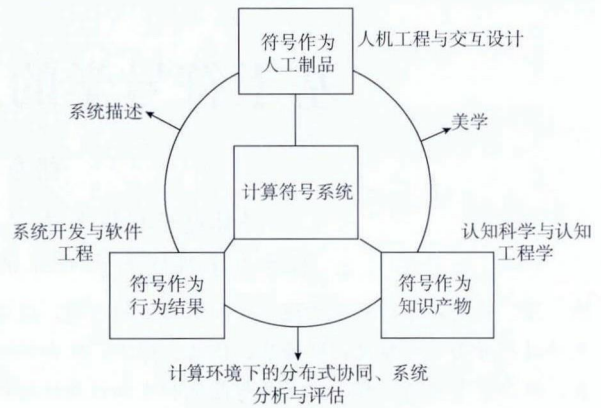 符号作为
人工制品
人机工程与交互设计
系统描述
美学
计算符号系统
系统开发与软件
工程
认知科学与认知
工程学
符号作为
行为结果
符号作为
知识产物
计算环境下的分布式协同、系统
分析与评估